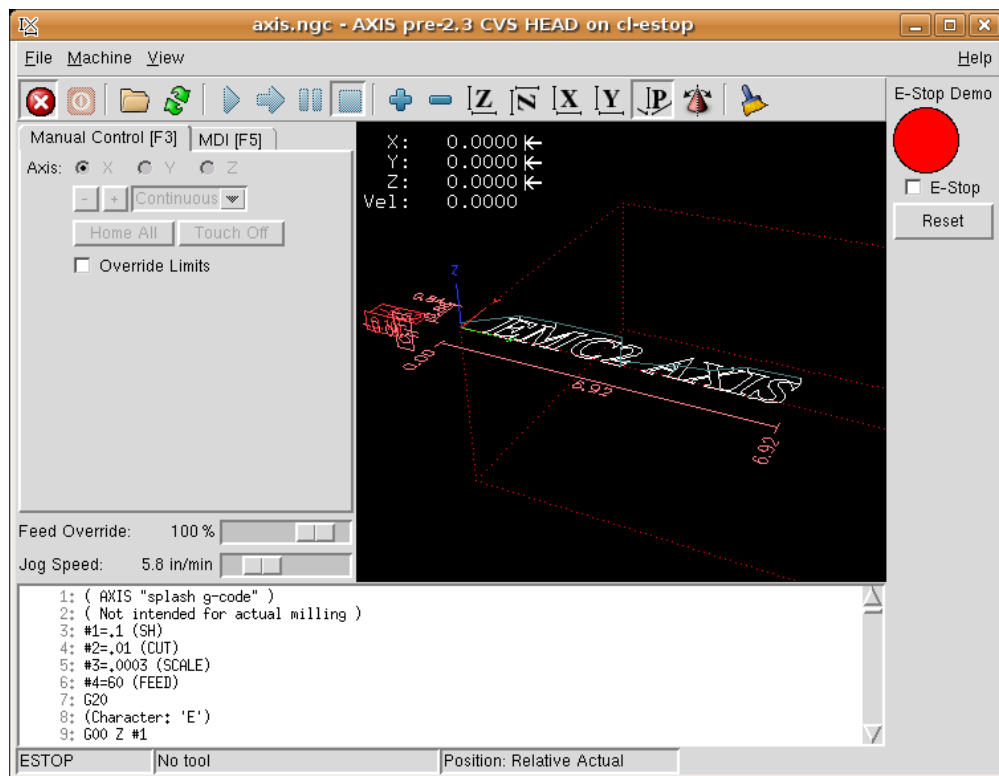 axis.ngc - AXIS pre-2.3 CVS HEAD on cl-estop
File Machine View Help
Z N X Y P
E-Stop Demo
E-Stop
Reset
Manual Control [F3] MDI [F5]
Axis: X Y Z
- + Continuous
Home All Touch Off
Override Limits
X: 0.0000
Y: 0.0000
Z: 0.0000
Vel: 0.0000
Z
EMC2 AXIS
0.00
6.92
6.92
Feed Override: 100 %
Jog Speed: 5.8 in/min
1: ( AXIS "splash g-code" )
2: ( Not intended for actual milling )
3: #1=.1 (SH)
4: #2=.01 (CUT)
5: #3=.0003 (SCALE)
6: #4=60 (FEED)
7: G20
8: (Character: 'E')
9: G00 Z #1
ESTOP No tool Position: Relative Actual